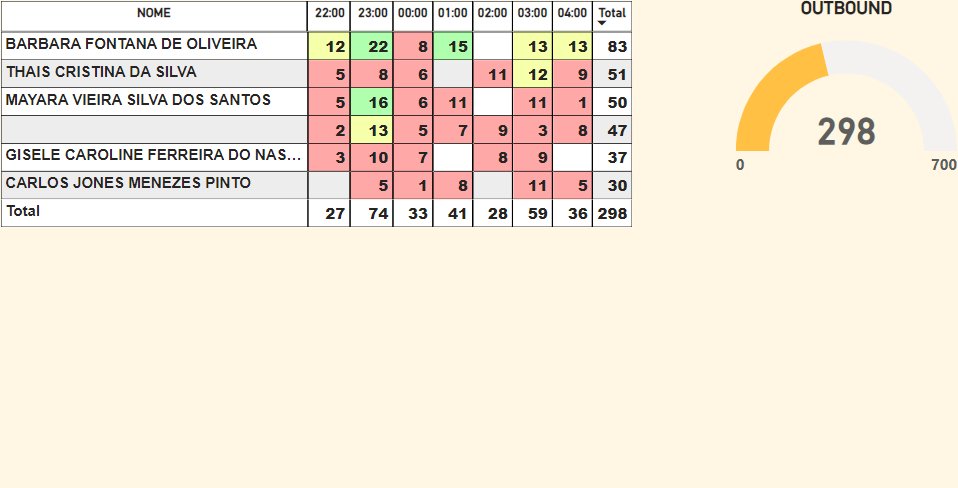 NOME 22:00 23:00 00:00 01:00 02:00 03:00 04:00 Total
BARBARA FONTANA DE OLIVEIRA 12 22 8 15 13 13 83
THAIS CRISTINA DA SILVA 5 8 6 11 12 9 51
MAYARA VIEIRA SILVA DOS SANTOS 5 16 6 11 11 1 50
2 13 5 7 9 3 8 47
GISELE CAROLINE FERREIRA DO NAS... 3 10 7 8 9 37
CARLOS JONES MENEZES PINTO 5 1 8 11 5 30
Total 27 74 33 41 28 59 36 298
OUTBOUND
298
0 700